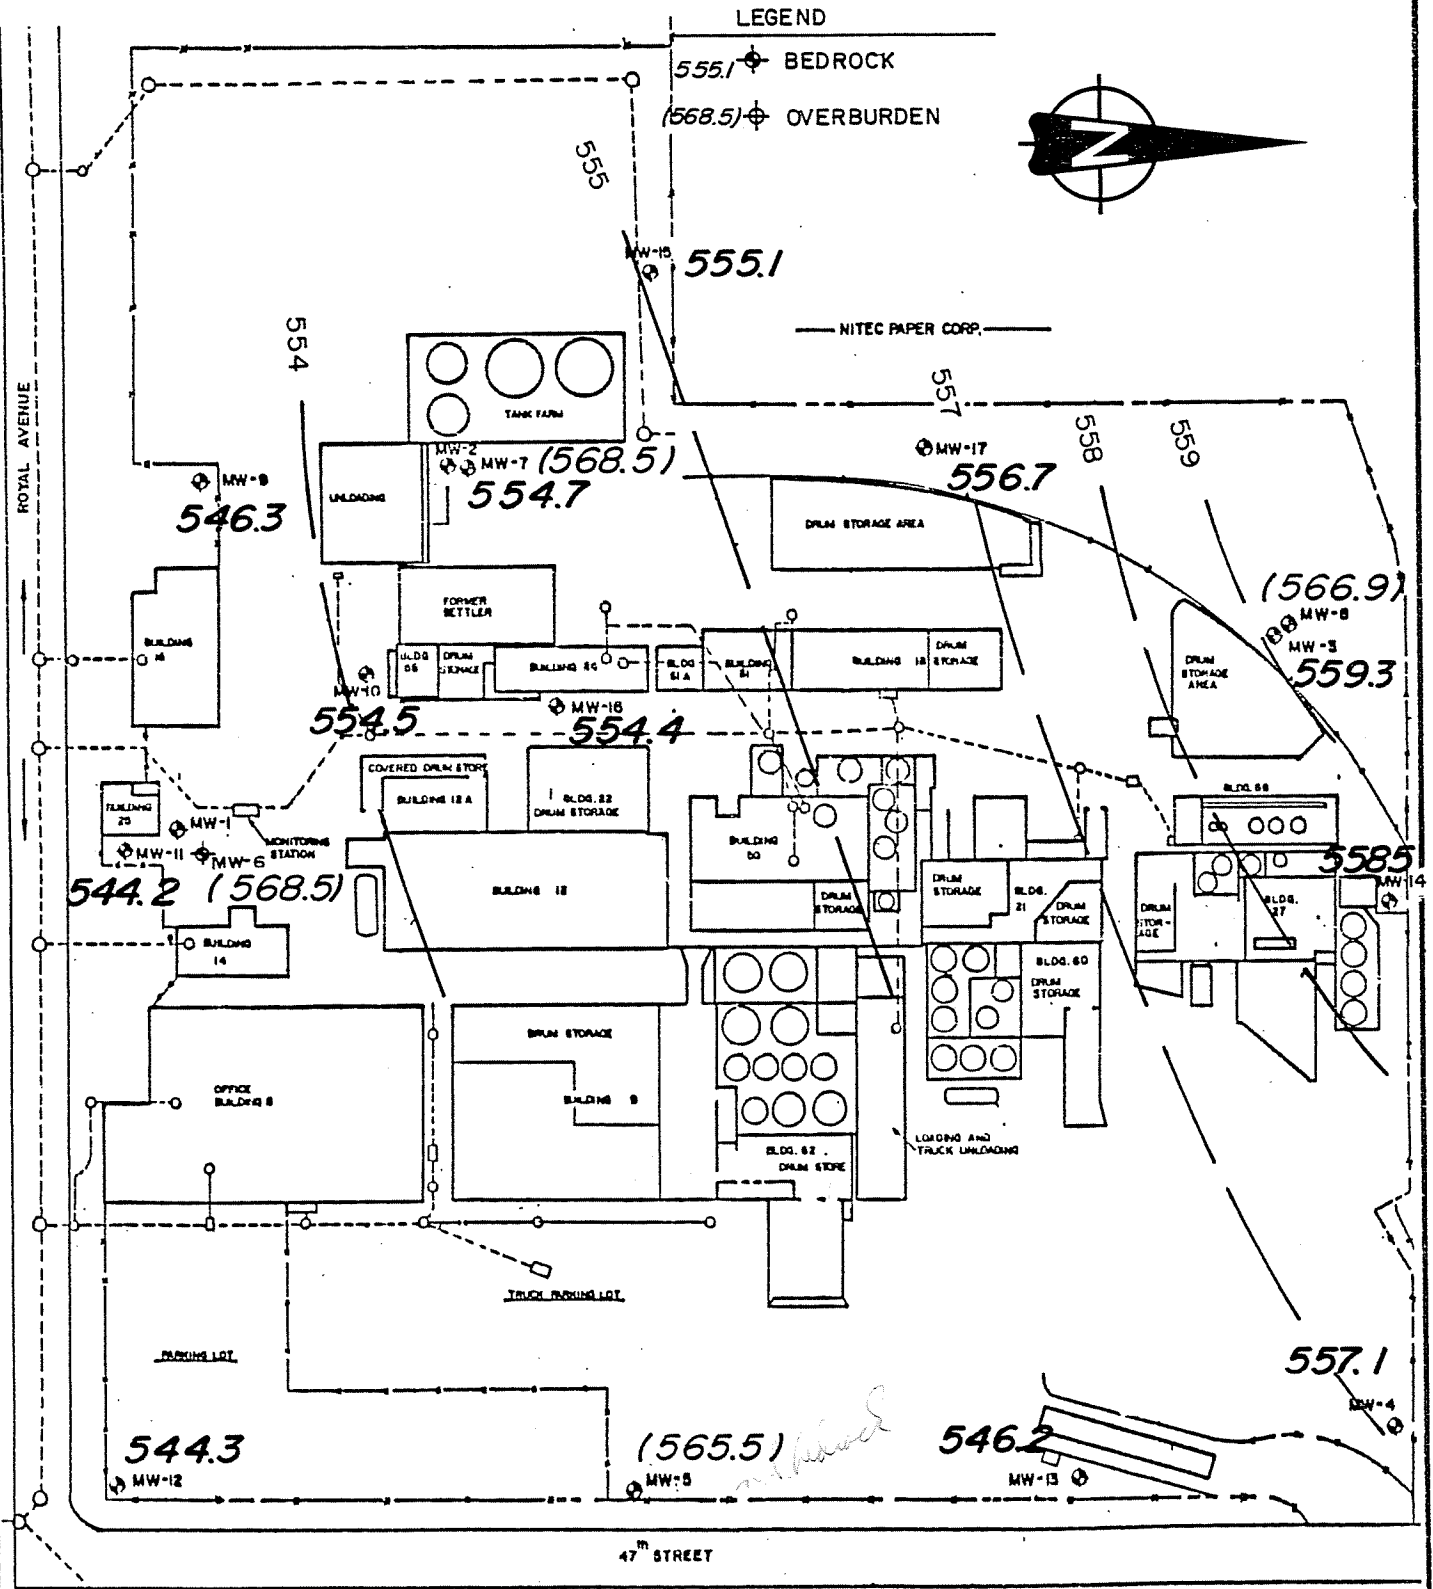 LEGEND
555.1 BEDROCK
(568.5) OVERBURDEN
N
555
555.1
MW-15
NITEC PAPER CORP.
554
557
558
559
ROYAL AVENUE
TANK FARM
MW-2
MW-7 (568.5)
554.7
UNLOADING
MW-9
546.3
MW-17
556.7
DRUM STORAGE AREA
(566.9)
MW-8
MW-3
559.3
FORMER
SETTLER
BUILDING
16
BLDG
DRUM
STORAGE
BUILDING
BLDG
51A
BUILDING
51
BUILDING 18
DRUM
STORAGE
DRUM
STORAGE
AREA
MW-10
554.5
MW-16
554.4
COVERED DRUM STORE
BUILDING 12A
BLDG. 22
DRUM STORAGE
BUILDING
25
MW-1
MW-11
MW-6
544.2
(568.5)
MONITORING
STATION
BUILDING 12
BUILDING
DRUM
STORAGE
DRUM
STORAGE
BLDG.
21
DRUM
STORAGE
DRUM
STOR-
AGE
BLDG. 27
558.5
MW-14
BUILDING
14
BLDG. 60
DRUM
STORAGE
DRUM STORAGE
BUILDING 9
OFFICE
BUILDING
BLDG. 62
DRUM STORE
LOADING AND
TRUCK UNLOADING
TRUCK PARKING LOT
PARKING LOT
557.1
MW-4
544.3
MW-12
(565.5)
MW-5
546.2
MW-13
47th STREET